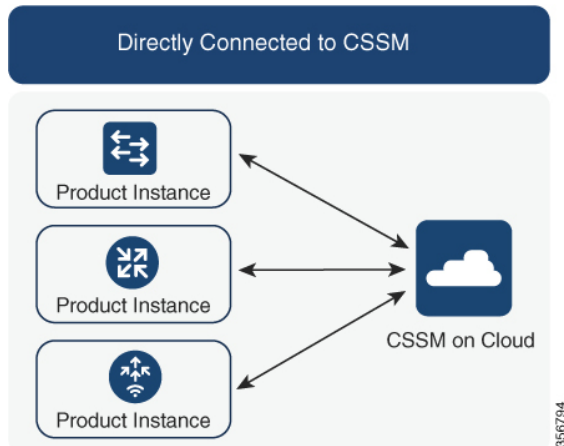 Directly Connected to CSSM
Product Instance
Product Instance
CSSM on Cloud
Product Instance
356794